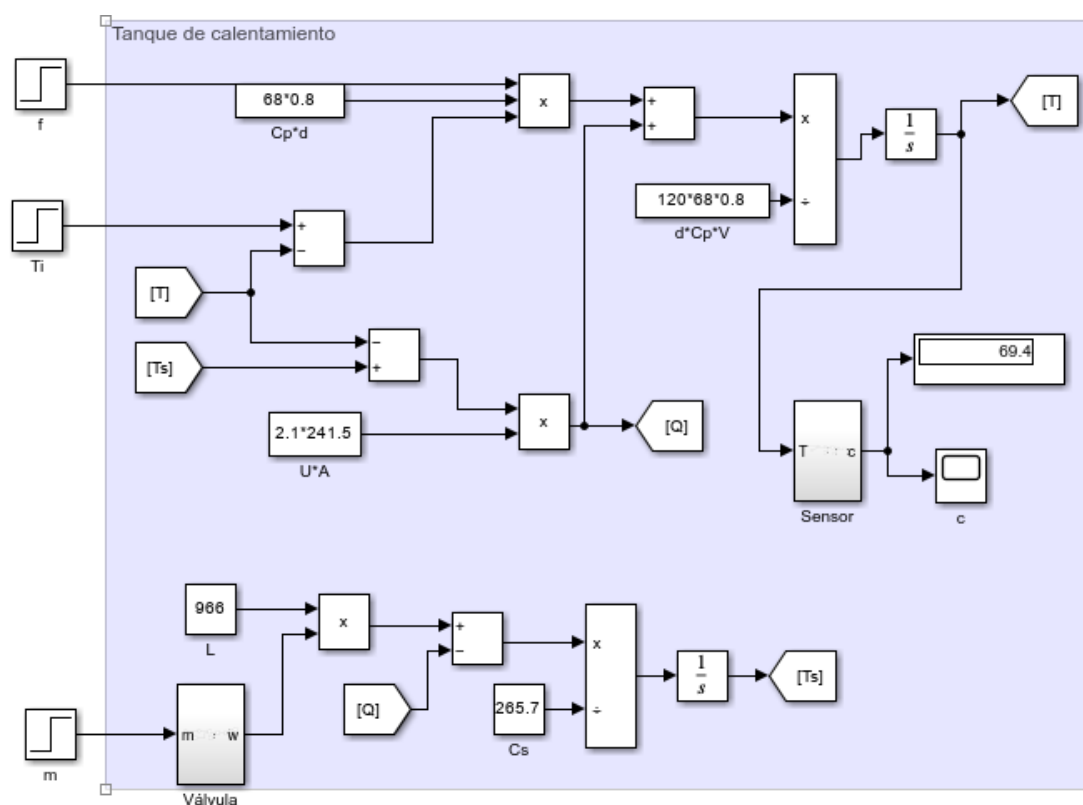 Tanque de calentamiento
f
68*0.8
Cp*d
x
+
+
x
÷
1
s
[T]
120*68*0.8
d*Cp*V
Ti
+
−
[T]
[Ts]
−
+
2.1*241.5
U*A
x
[Q]
69.4
T c
Sensor
c
966
L
x
+
−
x
÷
1
s
[Ts]
[Q]
265.7
Cs
m
m w
Válvula